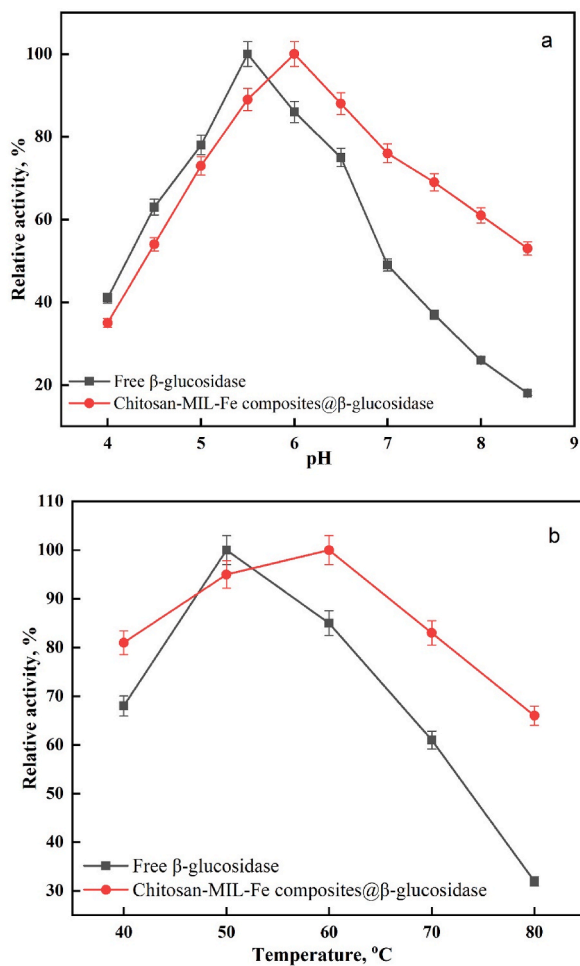 a
100
80
60
40
20
Relative activity, %
Free β-glucosidase
Chitosan-MIL-Fe composites@β-glucosidase
4 5 6 7 8 9
pH
b
110
100
90
80
70
60
50
40
30
Relative activity, %
Free β-glucosidase
Chitosan-MIL-Fe composites@β-glucosidase
40 50 60 70 80
Temperature, °C